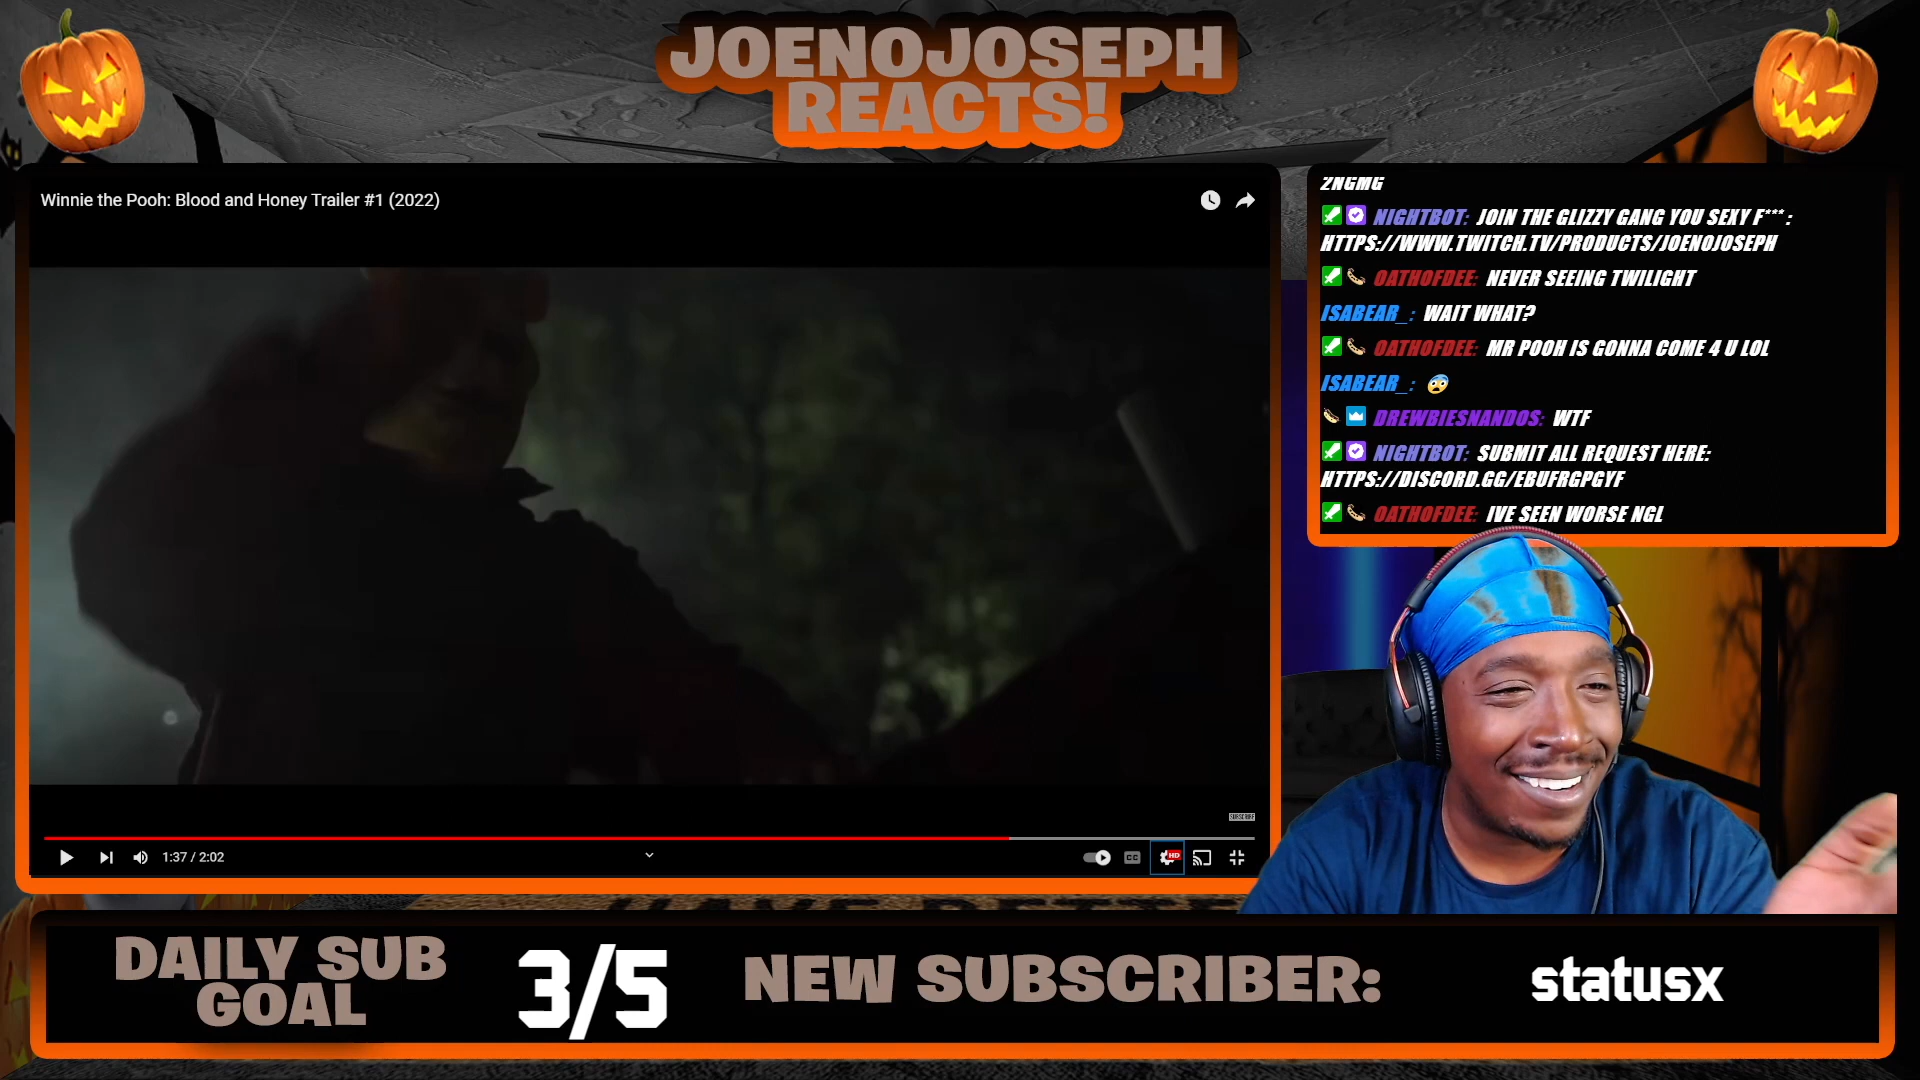 JOENOJOSEPH
REACTS!
Winnie the Pooh: Blood and Honey Trailer #1 (2022)
SUBSCRIBE
1:37 / 2:02
CC
HD
ZNGMG
NIGHTBOT: JOIN THE GLIZZY GANG YOU SEXY F***:
HTTPS://WWW.TWITCH.TV/PRODUCTS/JOENOJOSEPH
OATHOFDEE: NEVER SEEING TWILIGHT
ISABEAR_: WAIT WHAT?
OATHOFDEE: MR POOH IS GONNA COME 4 U LOL
ISABEAR_: 😨
DREWBIESNANDOS: WTF
NIGHTBOT: SUBMIT ALL REQUEST HERE:
HTTPS://DISCORD.GG/EBUFRGPGYF
OATHOFDEE: IVE SEEN WORSE NGL
DAILY SUB
GOAL
3/5
NEW SUBSCRIBER:
statusx